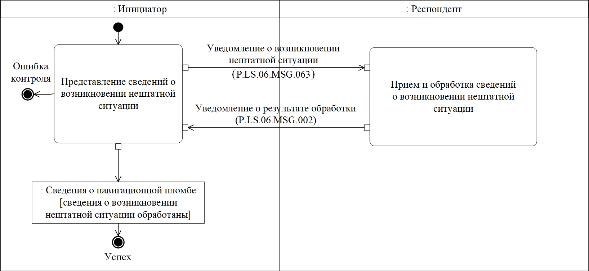 : Инициатор
: Респондент
Уведомление о возникновении
нештатной ситуации
(P.LS.06.MSG.063)
Ошибка
контроля
Представление сведений о
возникновении нештатной
ситуации
Прием и обработка сведений
о возникновении нештатной
ситуации
Уведомление о результате обработки
(P.LS.06.MSG.002)
: Сведения о навигационной пломбе
[сведения о возникновении
нештатной ситуации обработаны]
Успех